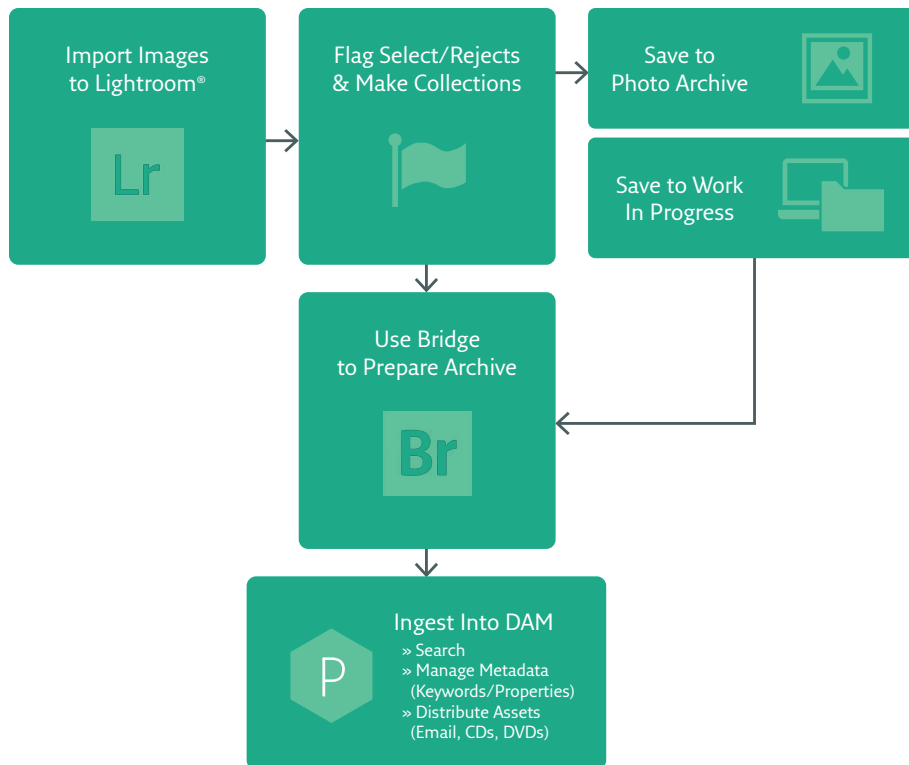 Import Images
to Lightroom®
Lr
Flag Select/Rejects
& Make Collections
Save to
Photo Archive
Save to Work
In Progress
Use Bridge
to Prepare Archive
Br
P
Ingest Into DAM
» Search
» Manage Metadata
(Keywords/Properties)
» Distribute Assets
(Email, CDs, DVDs)